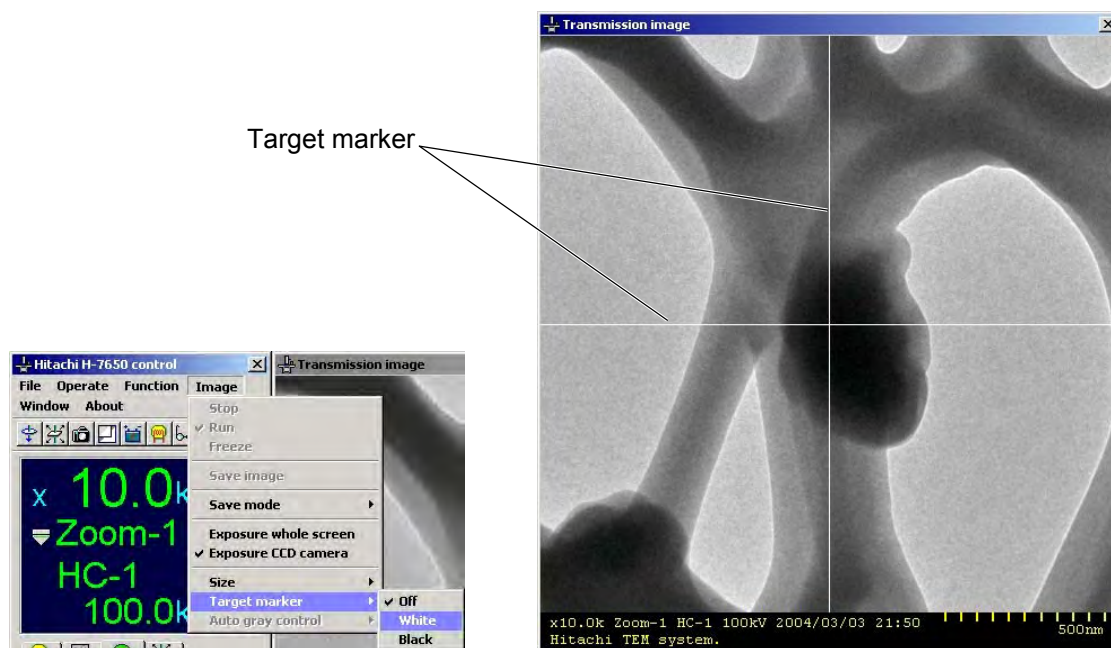 Transmission image
Target marker
Hitachi H-7650 control
Transmission image
File Operate Function Image
Window About
Stop
Run
Freeze
Save image
Save mode
Exposure whole screen
Exposure CCD camera
Size
Target marker
Auto gray control
Off
White
Black
x 10.0k
Zoom-1
HC-1
100.0k
x10.0k Zoom-1 HC-1 100kV 2004/03/03 21:50
Hitachi TEM system.
500nm